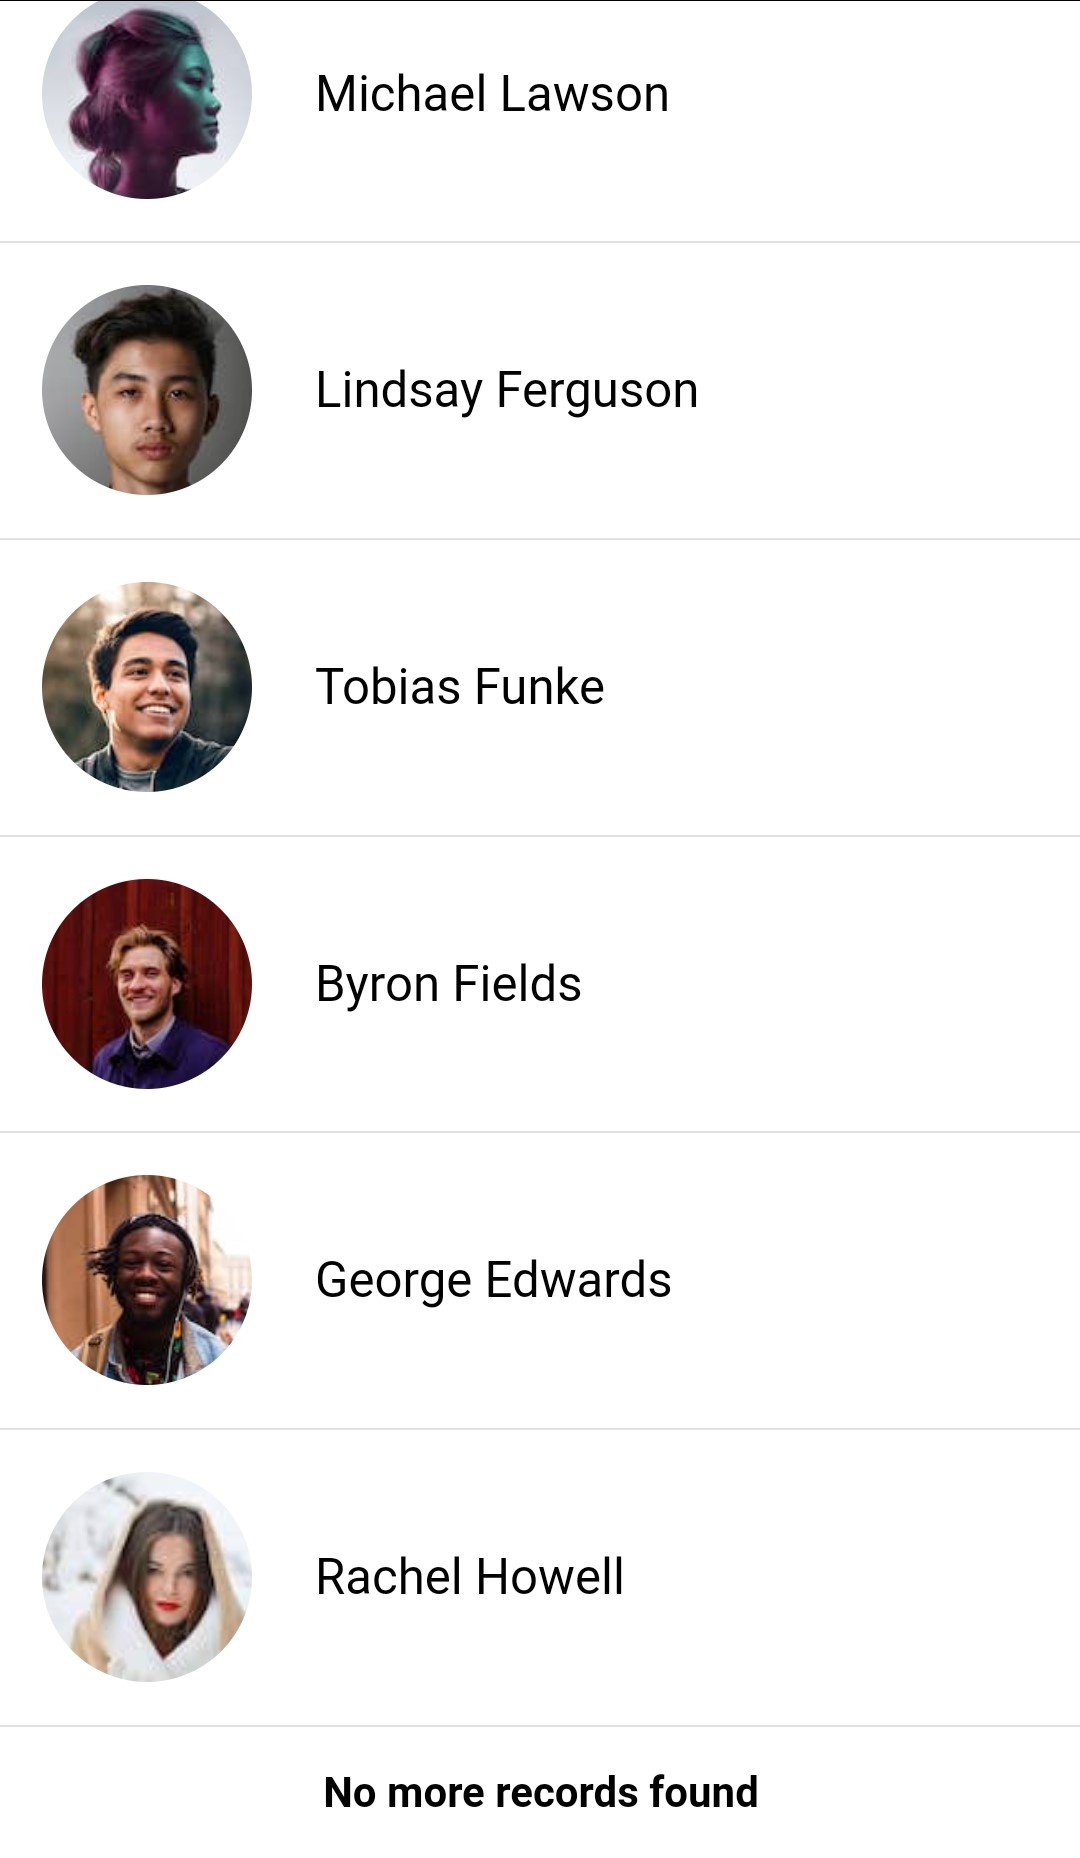 Michael Lawson
Lindsay Ferguson
Tobias Funke
Byron Fields
George Edwards
Rachel Howell
No more records found